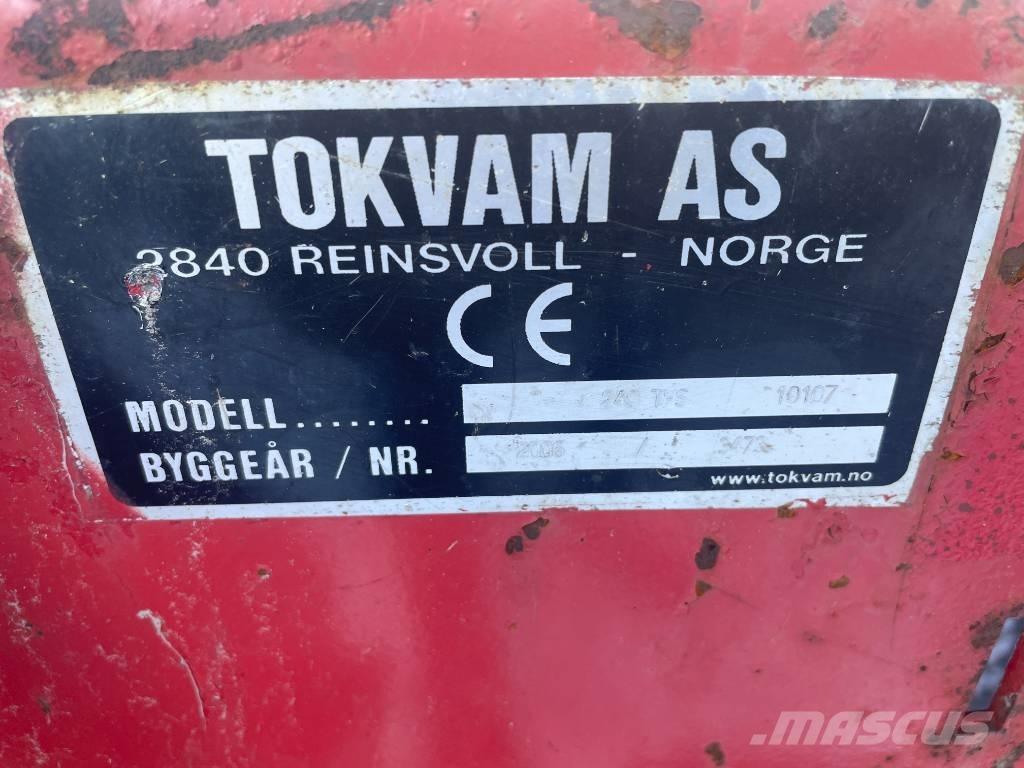 TOKVAM AS
2840 REINSVOLL - NORGE
CE
MODELL........ 240 THS 10107
BYGGEÅR / NR. /
www.tokvam.no
MASCUS